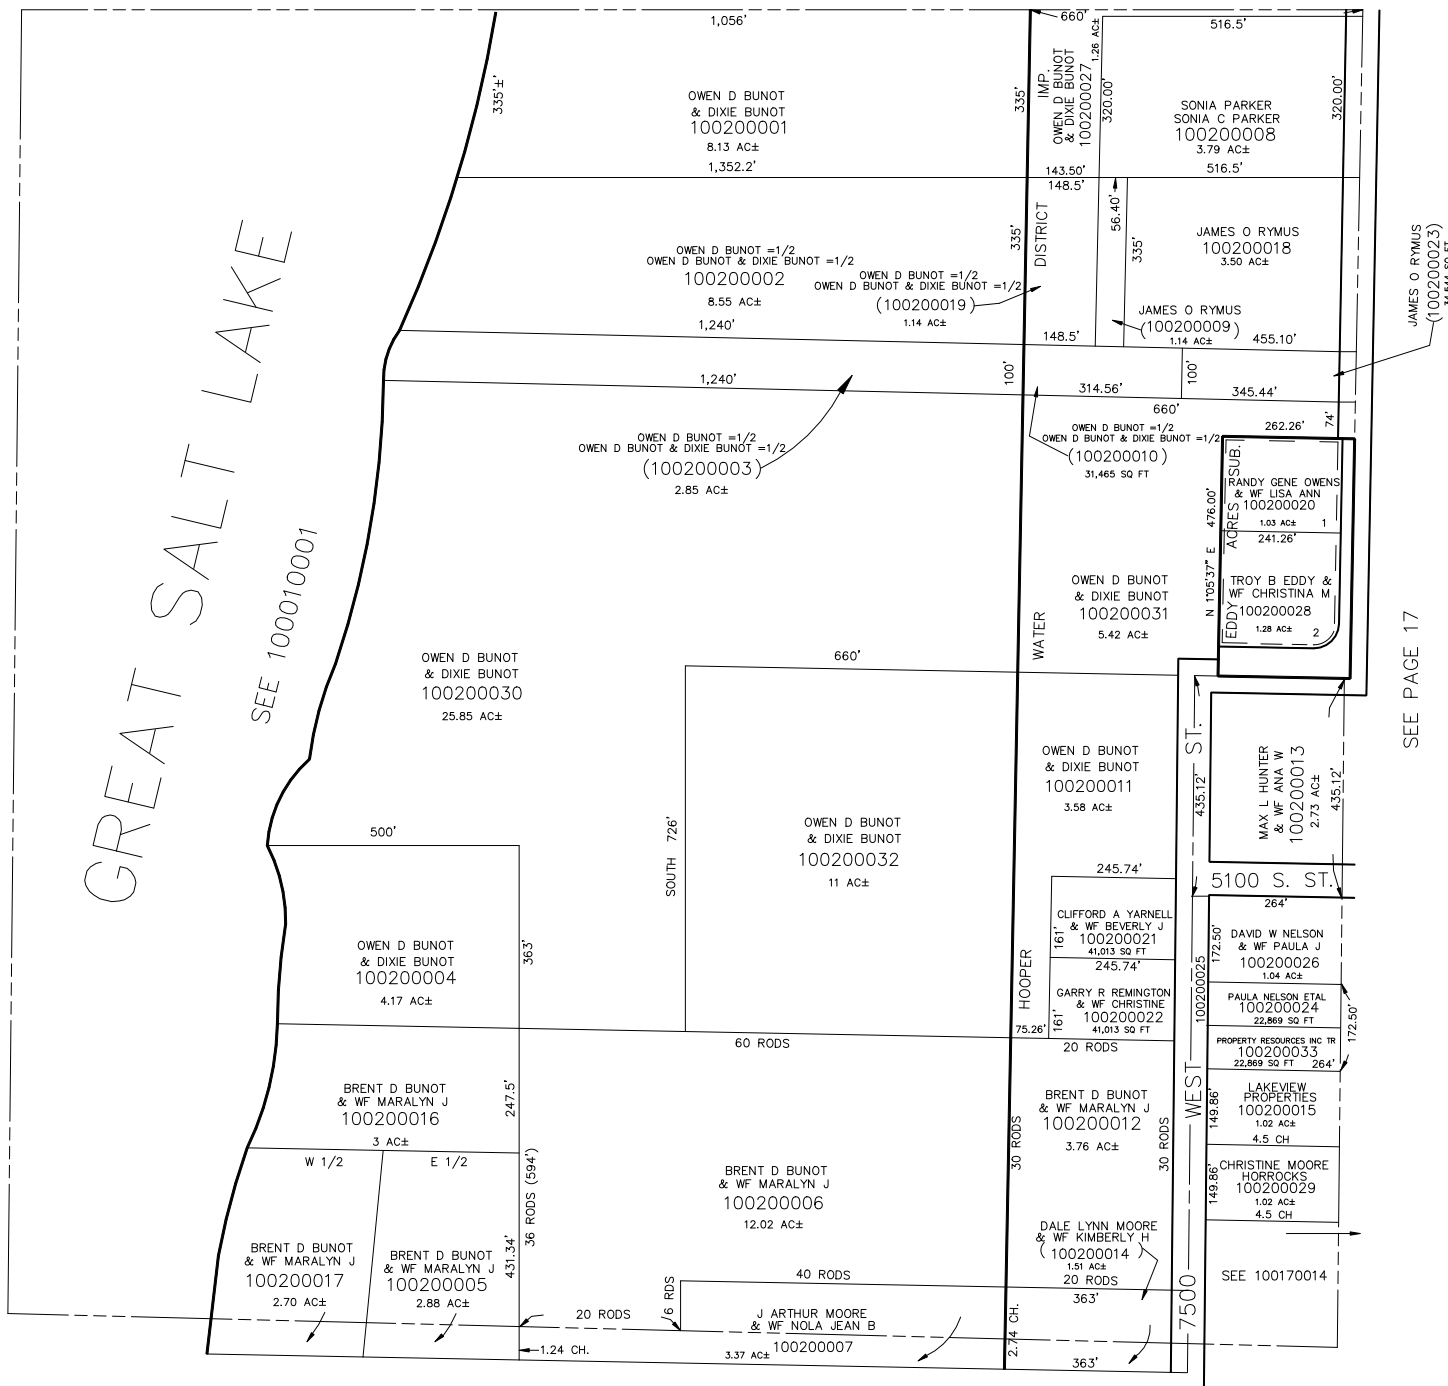 1,056'
660'
516.5'
335'±
OWEN D BUNOT
& DIXIE BUNOT
100200001
8.13 AC±
1,352.2'
335'
IMP.
OWEN D BUNOT
& DIXIE BUNOT
100200027
1.26 AC±
320.00'
SONIA PARKER
SONIA C PARKER
100200008
3.79 AC±
516.5'
320.00'
143.50'
148.5'
56.40'
335'
DISTRICT
335'
JAMES O RYMUS
100200018
3.50 AC±
OWEN D BUNOT =1/2
OWEN D BUNOT & DIXIE BUNOT =1/2
100200002
8.55 AC±
OWEN D BUNOT =1/2
OWEN D BUNOT & DIXIE BUNOT =1/2
(100200019)
1.14 AC±
JAMES O RYMUS
(100200009)
1.14 AC±
455.10'
JAMES O RYMUS
(100200023)
1,240'
148.5'
1,240'
100'
314.56'
100'
345.44'
660'
262.26'
74'
OWEN D BUNOT =1/2
OWEN D BUNOT & DIXIE BUNOT =1/2
(100200003)
2.85 AC±
OWEN D BUNOT =1/2
OWEN D BUNOT & DIXIE BUNOT =1/2
(100200010)
31,465 SQ FT
EDDY ACRES SUB.
RANDY GENE OWENS
& WF LISA ANN
100200020
1.03 AC± 1
241.26'
TROY B EDDY &
WF CHRISTINA M
100200028
1.28 AC± 2
N 1°05'37" E 476.00'
GREAT SALT LAKE
SEE 100010001
OWEN D BUNOT
& DIXIE BUNOT
100200031
5.42 AC±
WATER
660'
OWEN D BUNOT
& DIXIE BUNOT
100200030
25.85 AC±
SEE PAGE 17
OWEN D BUNOT
& DIXIE BUNOT
100200011
3.58 AC±
ST.
435.12'
MAX L HUNTER
& WF ANA W
100200013
2.73 AC±
435.12'
500'
SOUTH 726'
OWEN D BUNOT
& DIXIE BUNOT
100200032
11 AC±
5100 S. ST.
264'
245.74'
CLIFFORD A YARNELL
& WF BEVERLY J
100200021
41,013 SQ FT
161'
245.74'
GARRY R REMINGTON
& WF CHRISTINE
100200022
41,013 SQ FT
161'
75.26'
HOOPER
OWEN D BUNOT
& DIXIE BUNOT
100200004
4.17 AC±
363'
172.50'
DAVID W NELSON
& WF PAULA J
100200026
1.04 AC±
100200025
PAULA NELSON ETAL
100200024
22,869 SQ FT
172.50'
PROPERTY RESOURCES INC TR
100200033
22,869 SQ FT 264'
60 RODS
20 RODS
BRENT D BUNOT
& WF MARALYN J
100200016
3 AC±
247.5'
30 RODS
BRENT D BUNOT
& WF MARALYN J
100200012
3.76 AC±
30 RODS
WEST
LAKEVIEW
PROPERTIES
100200015
1.02 AC±
4.5 CH
149.86'
CHRISTINE MOORE
HORROCKS
100200029
1.02 AC±
4.5 CH
149.86'
W 1/2
E 1/2
36 RODS (594')
431.34'
BRENT D BUNOT
& WF MARALYN J
100200006
12.02 AC±
DALE LYNN MOORE
& WF KIMBERLY H
(100200014)
1.51 AC±
20 RODS
363'
BRENT D BUNOT
& WF MARALYN J
100200017
2.70 AC±
BRENT D BUNOT
& WF MARALYN J
100200005
2.88 AC±
SEE 100170014
40 RODS
6 RDS
20 RODS
J ARTHUR MOORE
& WF NOLA JEAN B
100200007
3.37 AC±
1.24 CH.
2.74 CH.
363'
7500